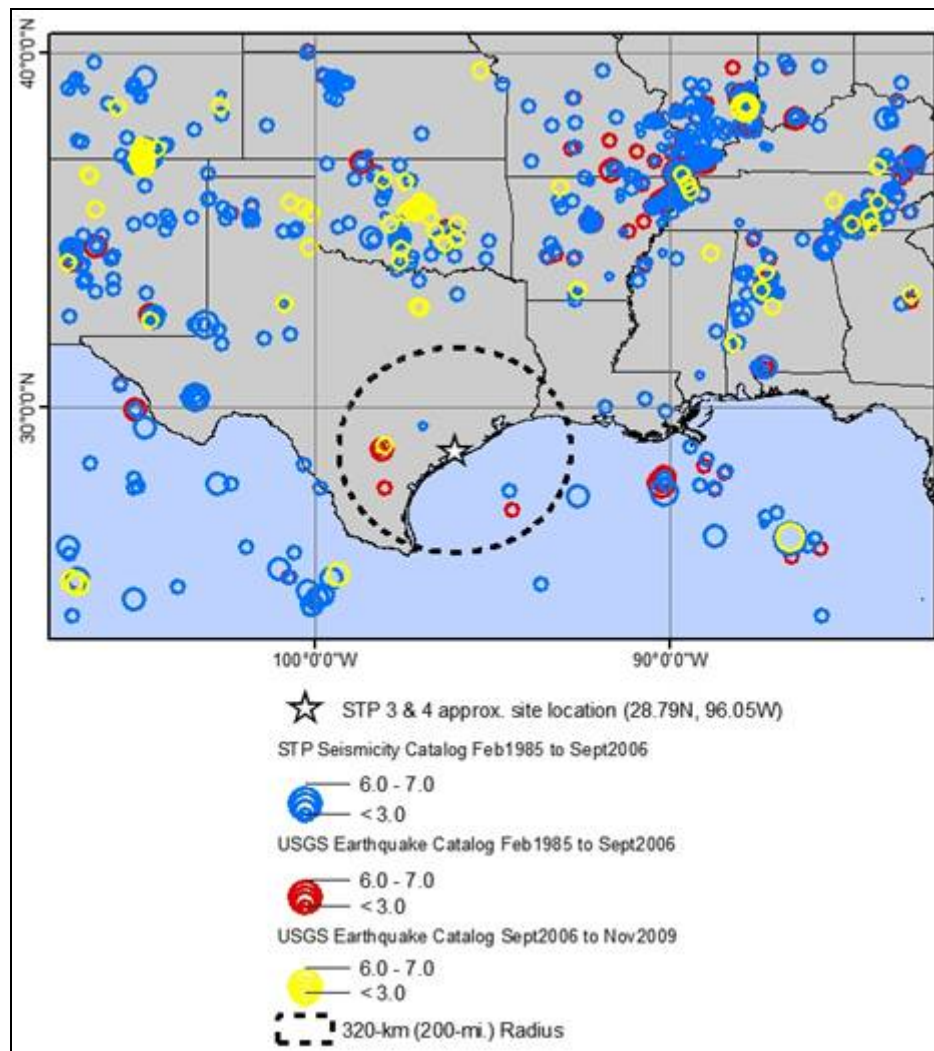 40°0'0"N
30°0'0"N
100°0'0"W
90°0'0"W
STP 3 & 4 approx. site location (28.79N, 96.05W)
STP Seismicity Catalog Feb1985 to Sept2006
6.0 - 7.0
< 3.0
USGS Earthquake Catalog Feb1985 to Sept2006
6.0 - 7.0
< 3.0
USGS Earthquake Catalog Sept2006 to Nov2009
6.0 - 7.0
< 3.0
320-km (200-mi.) Radius